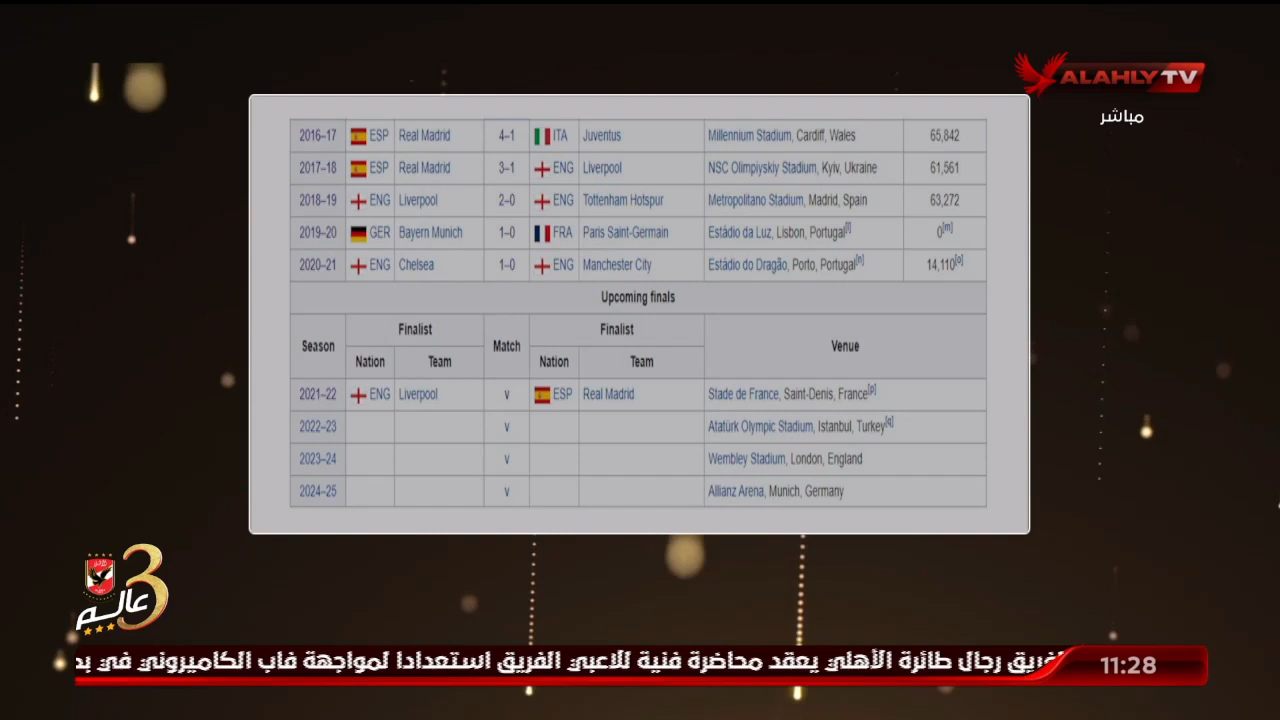 ALAHLY TV
مباشر
2016–17 ESP Real Madrid 4–1 ITA Juventus Millennium Stadium, Cardiff, Wales 65,842
2017–18 ESP Real Madrid 3–1 ENG Liverpool NSC Olimpiyskiy Stadium, Kyiv, Ukraine 61,561
2018–19 ENG Liverpool 2–0 ENG Tottenham Hotspur Metropolitano Stadium, Madrid, Spain 63,272
2019–20 GER Bayern Munich 1–0 FRA Paris Saint-Germain Estádio da Luz, Lisbon, Portugal[l] 0[m]
2020–21 ENG Chelsea 1–0 ENG Manchester City Estádio do Dragão, Porto, Portugal[n] 14,110[o]
Upcoming finals
Season Finalist Match Finalist Venue
Nation Team Nation Team
2021–22 ENG Liverpool v ESP Real Madrid Stade de France, Saint-Denis, France[p]
2022–23 v Atatürk Olympic Stadium, Istanbul, Turkey[q]
2023–24 v Wembley Stadium, London, England
2024–25 v Allianz Arena, Munich, Germany
3 عالم
رجال طائرة الأهلي يعقد محاضرة فنية للاعبي الفريق استعدادا لمواجهة فاب الكاميروني في
11:28